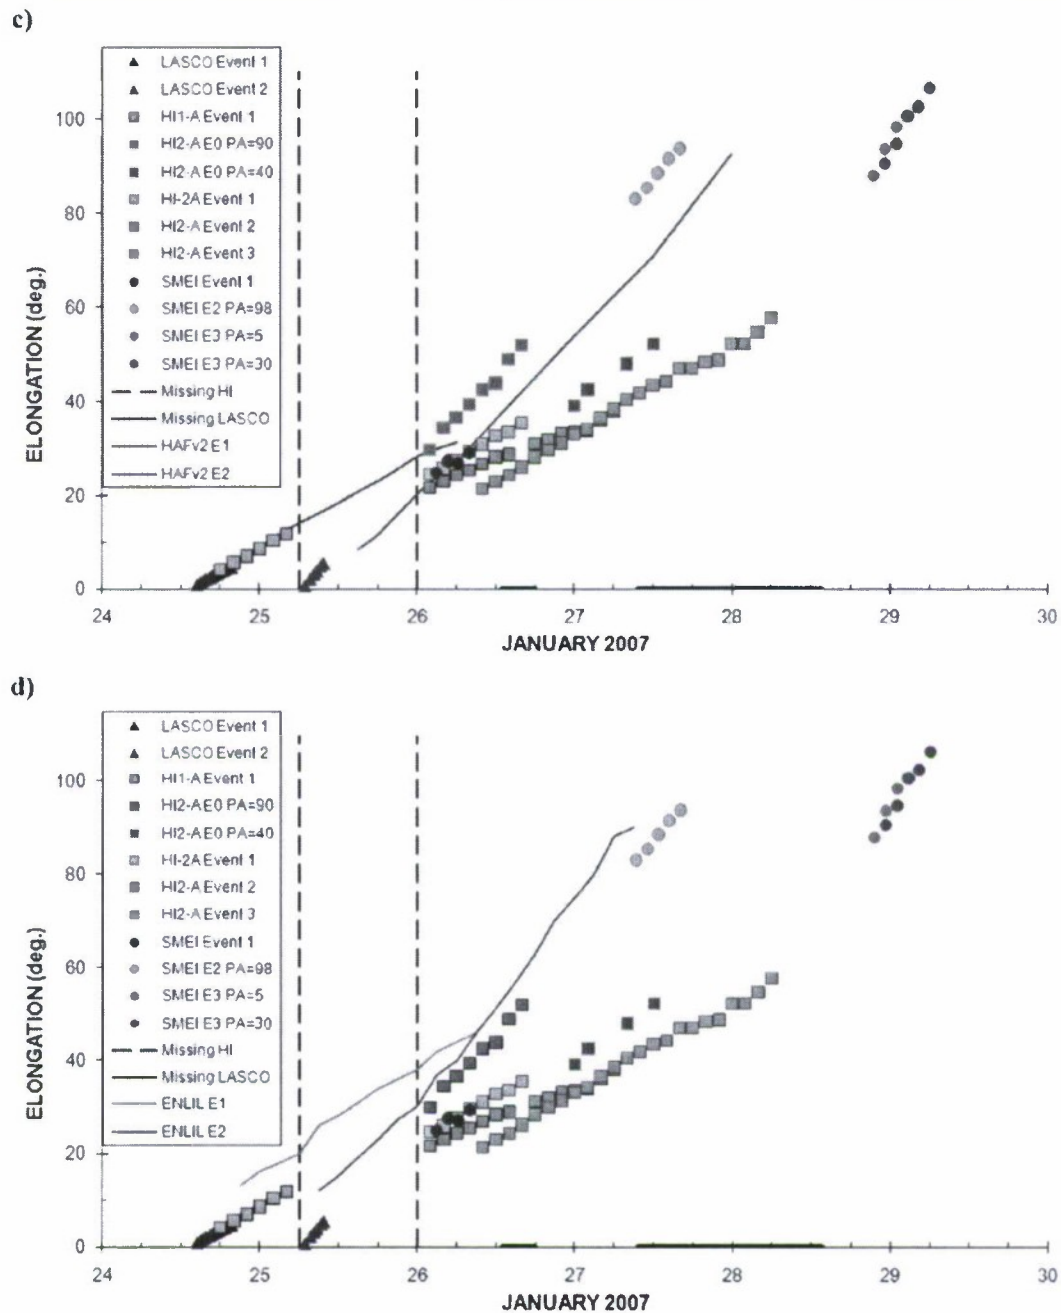 c)
LASCO Event 1
LASCO Event 2
HI1-A Event 1
HI2-A E0 PA=90
HI2-A E0 PA=40
HI-2A Event 1
HI2-A Event 2
HI2-A Event 3
SMEI Event 1
SMEI E2 PA=98
SMEI E3 PA=5
SMEI E3 PA=30
Missing HI
Missing LASCO
HAFv2 E1
HAFv2 E2
100
80
60
40
20
0
ELONGATION (deg.)
24 25 26 27 28 29 30
JANUARY 2007
d)
LASCO Event 1
LASCO Event 2
HI1-A Event 1
HI2-A E0 PA=90
HI2-A E0 PA=40
HI-2A Event 1
HI2-A Event 2
HI2-A Event 3
SMEI Event 1
SMEI E2 PA=98
SMEI E3 PA=5
SMEI E3 PA=30
Missing HI
Missing LASCO
ENLIL E1
ENLIL E2
100
80
60
40
20
0
ELONGATION (deg.)
24 25 26 27 28 29 30
JANUARY 2007